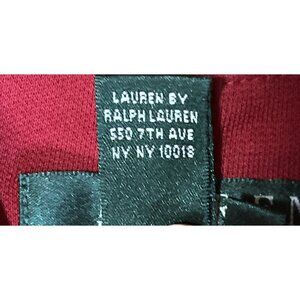 LAUREN BY
RALPH LAUREN
550 7TH AVE
NY NY 10018